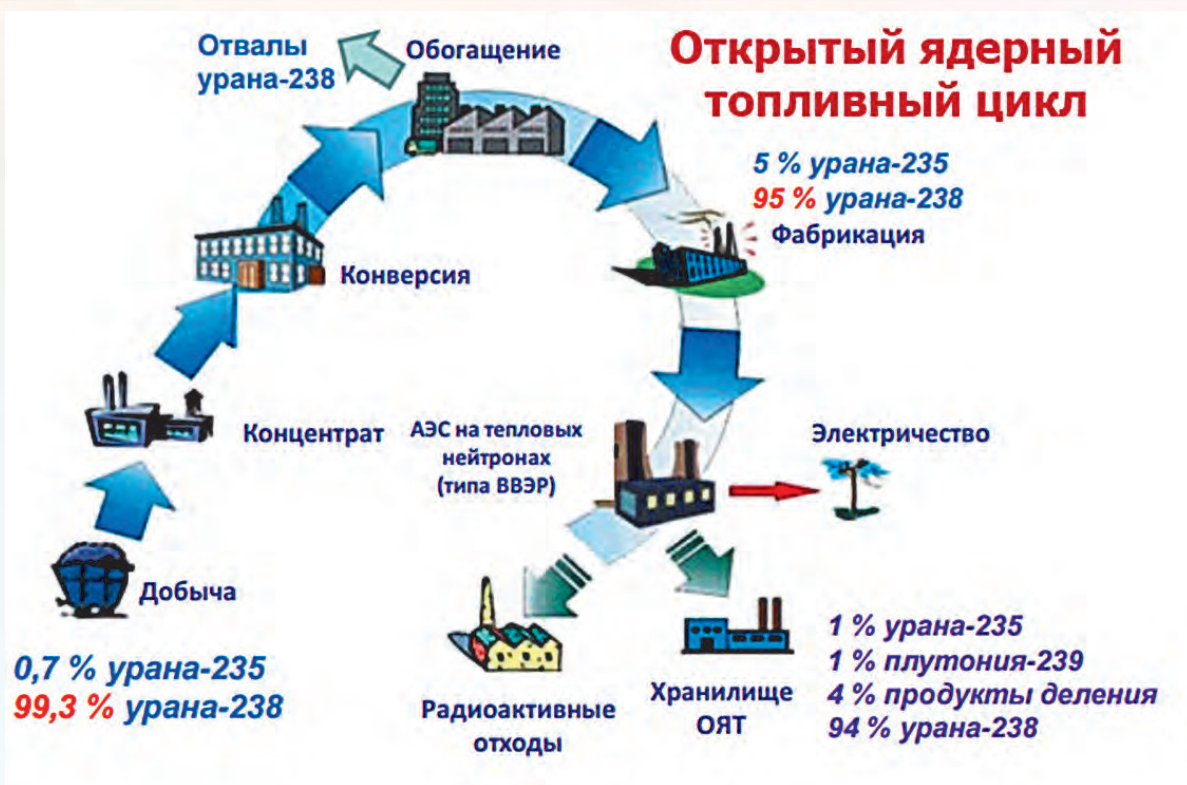 Открытый ядерный
топливный цикл
Отвалы
урана-238
Обогащение
5 % урана-235
95 % урана-238
Фабрикация
Конверсия
Концентрат
АЭС на тепловых
нейтронах
(типа ВВЭР)
Электричество
Добыча
0,7 % урана-235
99,3 % урана-238
Радиоактивные
отходы
Хранилище
ОЯТ
1 % урана-235
1 % плутония-239
4 % продукты деления
94 % урана-238